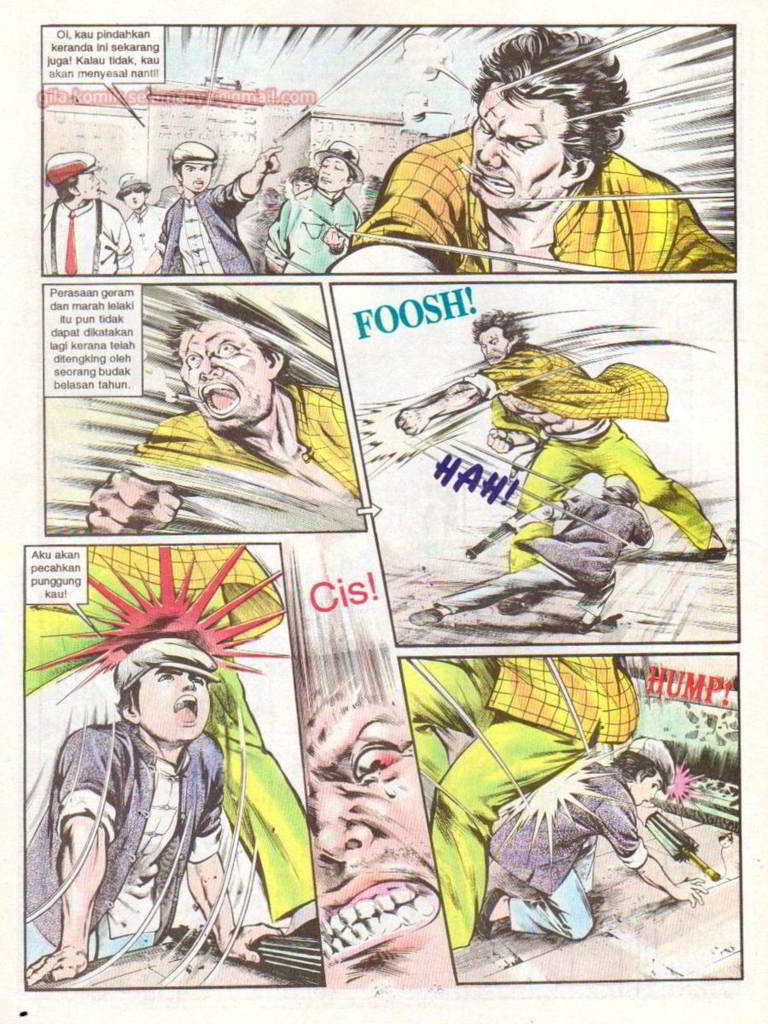 Oi, kau pindahkan
keranda ini sekarang
juga! Kalau tidak, kau
akan menyesal nanti!
Perasaan geram
dan marah lelaki
itu pun tidak
dapat dikatakan
lagi kerana telah
ditengking oleh
seorang budak
belasan tahun.
FOOSH!
HAH!
Aku akan
pecahkan
punggung
kau!
Cis!
HUMP!